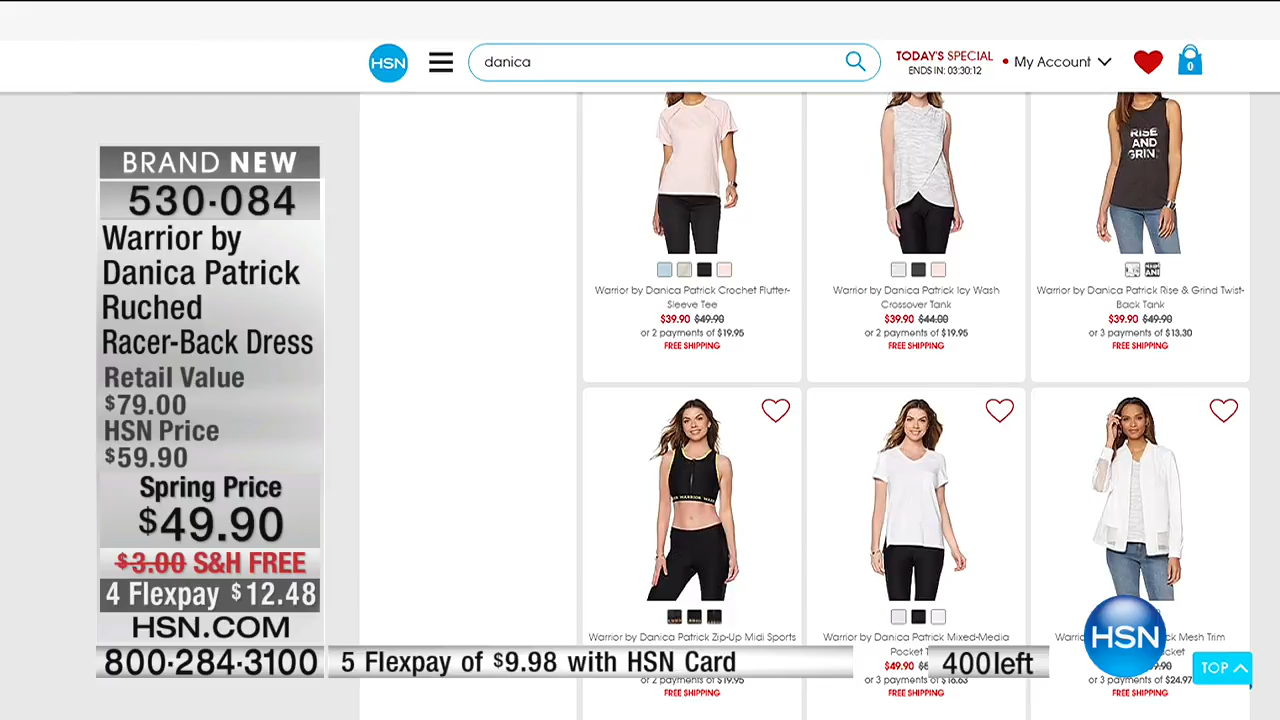 HSN
danica
TODAY'S SPECIAL
ENDS IN: 03:30:12
My Account
0
BRAND NEW
530-084
Warrior by
Danica Patrick
Ruched
Racer-Back Dress
Retail Value
$79.00
HSN Price
$59.90
Spring Price
$49.90
$3.00 S&H FREE
4 Flexpay $12.48
HSN.COM
800-284-3100
5 Flexpay of $9.98 with HSN Card
400 left
RISE
AND
GRIN
Warrior by Danica Patrick Crochet Flutter-
Sleeve Tee
$39.90 $49.90
or 2 payments of $19.95
FREE SHIPPING
Warrior by Danica Patrick Icy Wash
Crossover Tank
$39.90 $44.00
or 2 payments of $19.95
FREE SHIPPING
Warrior by Danica Patrick Rise & Grind Twist-
Back Tank
$39.90 $49.90
or 3 payments of $13.30
FREE SHIPPING
WARRIOR
Warrior by Danica Patrick Zip-Up Midi Sports
or 2 payments of $19.95
FREE SHIPPING
Warrior by Danica Patrick Mixed-Media
Pocket
$49.90
or 3 payments of $16.63
FREE SHIPPING
Mesh Trim
or 3 payments of $24.97
FREE SHIPPING
HSN
TOP